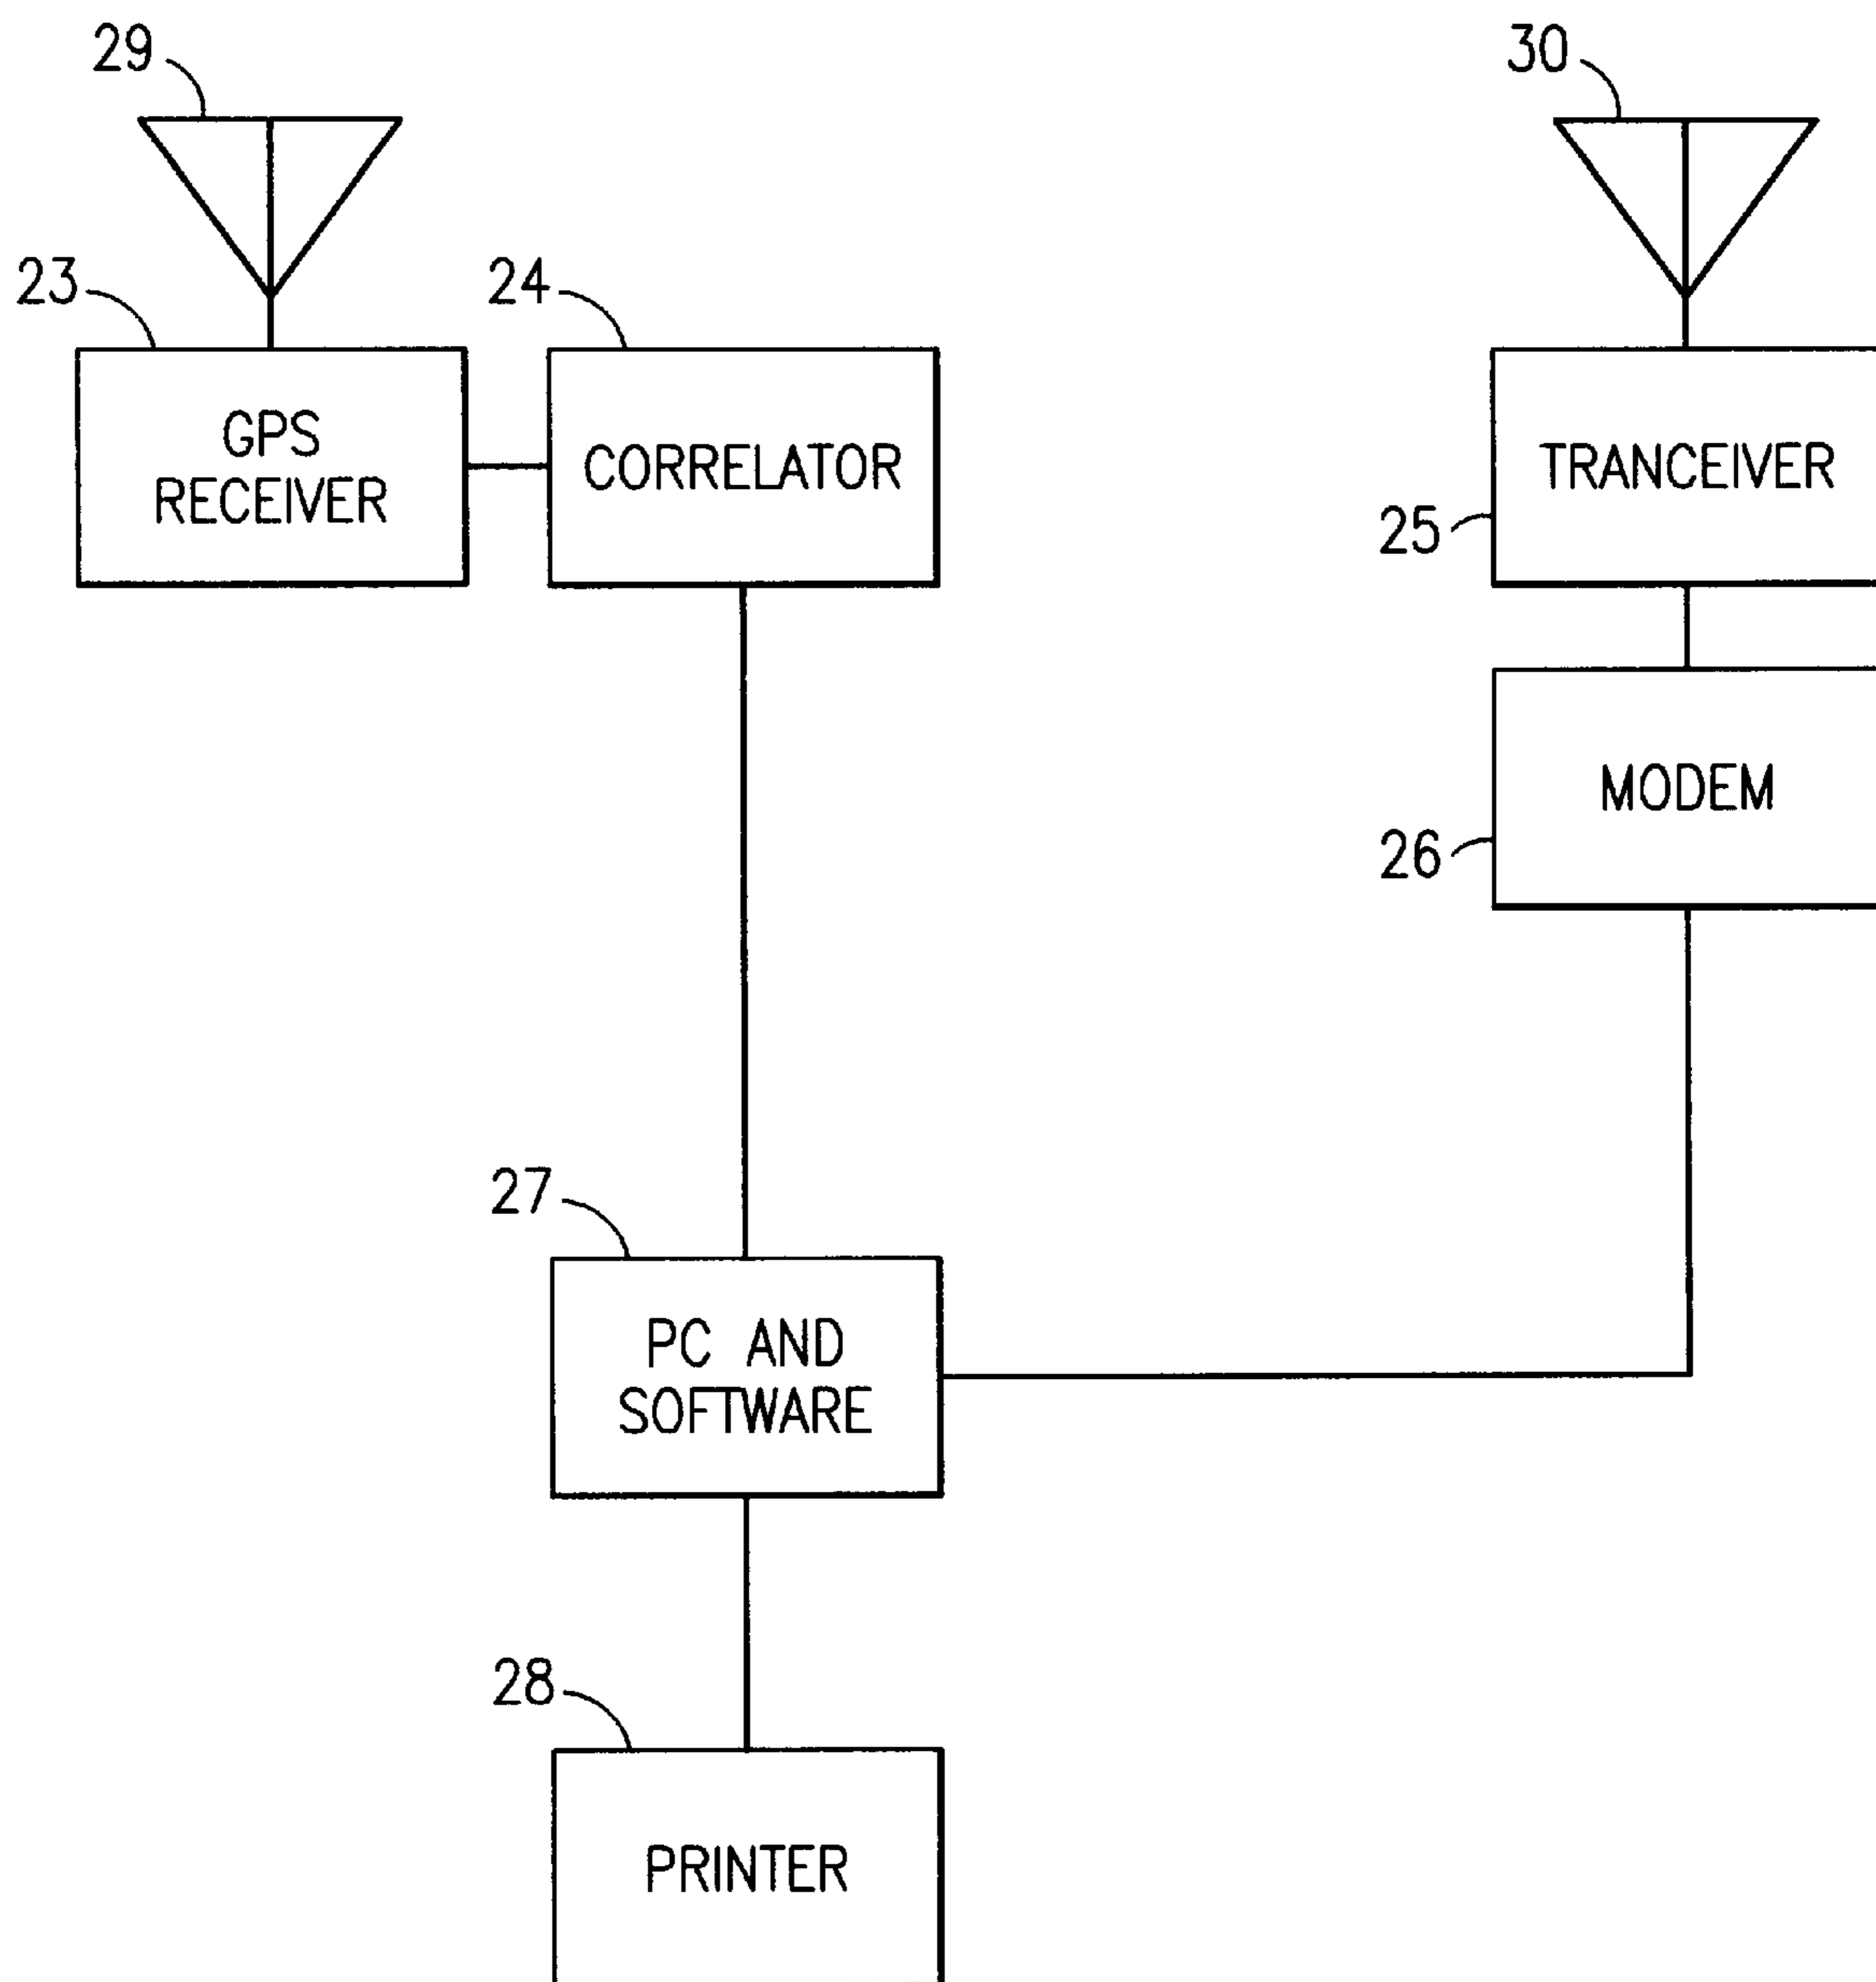 29
30
23
24
GPS
RECEIVER
CORRELATOR
TRANCEIVER
25
MODEM
26
27
PC AND
SOFTWARE
28
PRINTER